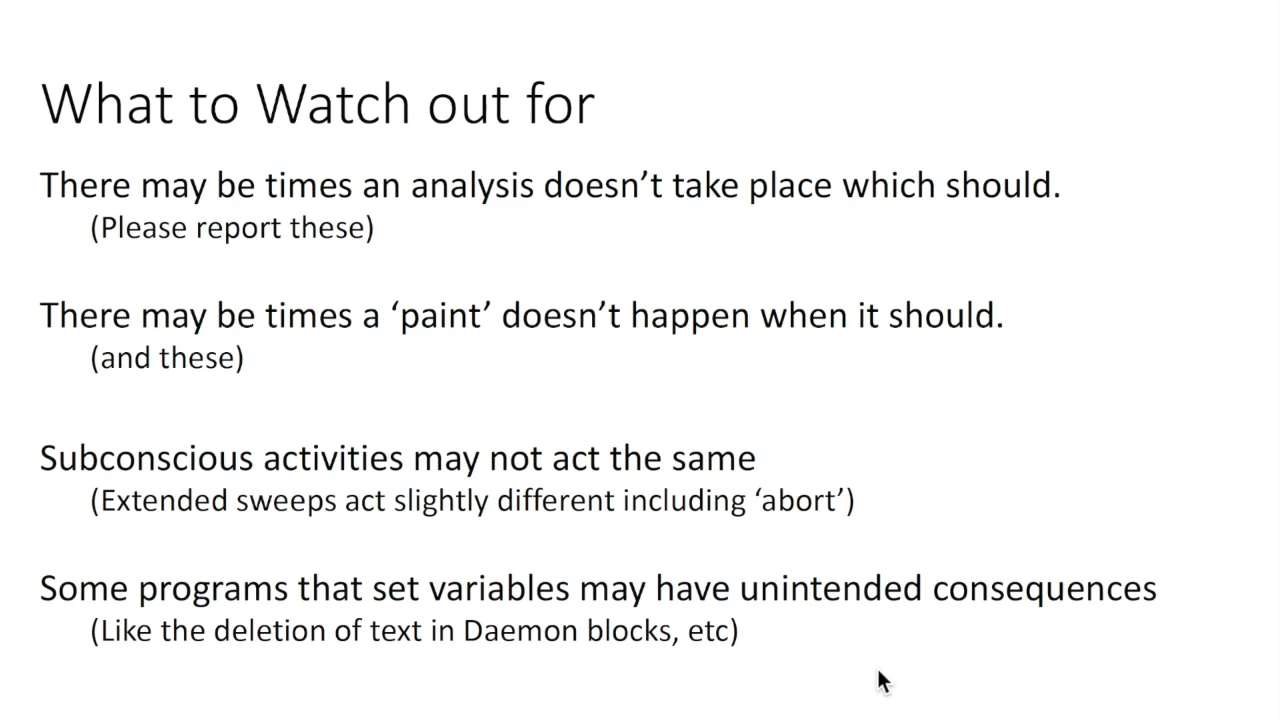 What to Watch out for
There may be times an analysis doesn’t take place which should.
(Please report these)
There may be times a ‘paint’ doesn’t happen when it should.
(and these)
Subconscious activities may not act the same
(Extended sweeps act slightly different including ‘abort’)
Some programs that set variables may have unintended consequences
(Like the deletion of text in Daemon blocks, etc)